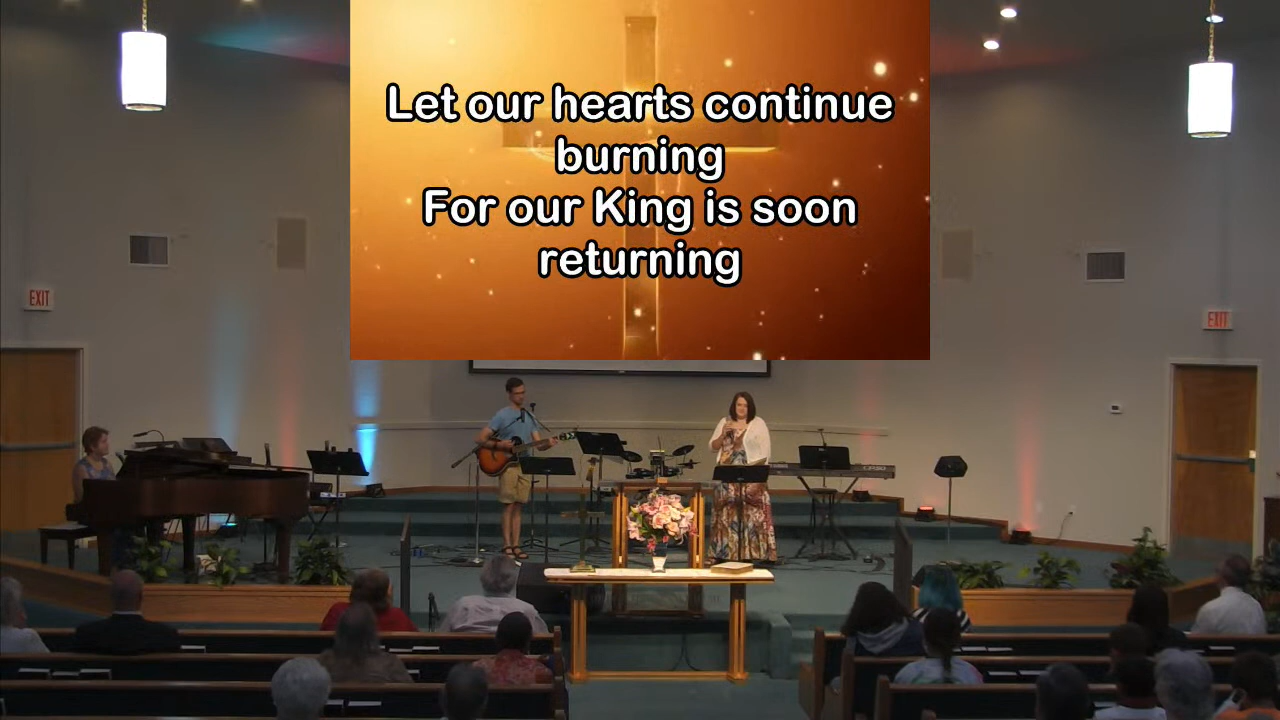 Let our hearts continue
burning
For our King is soon
returning
EXIT
EXIT